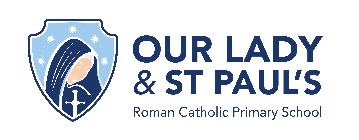 OUR LADY
& ST PAUL'S
Roman Catholic Primary School